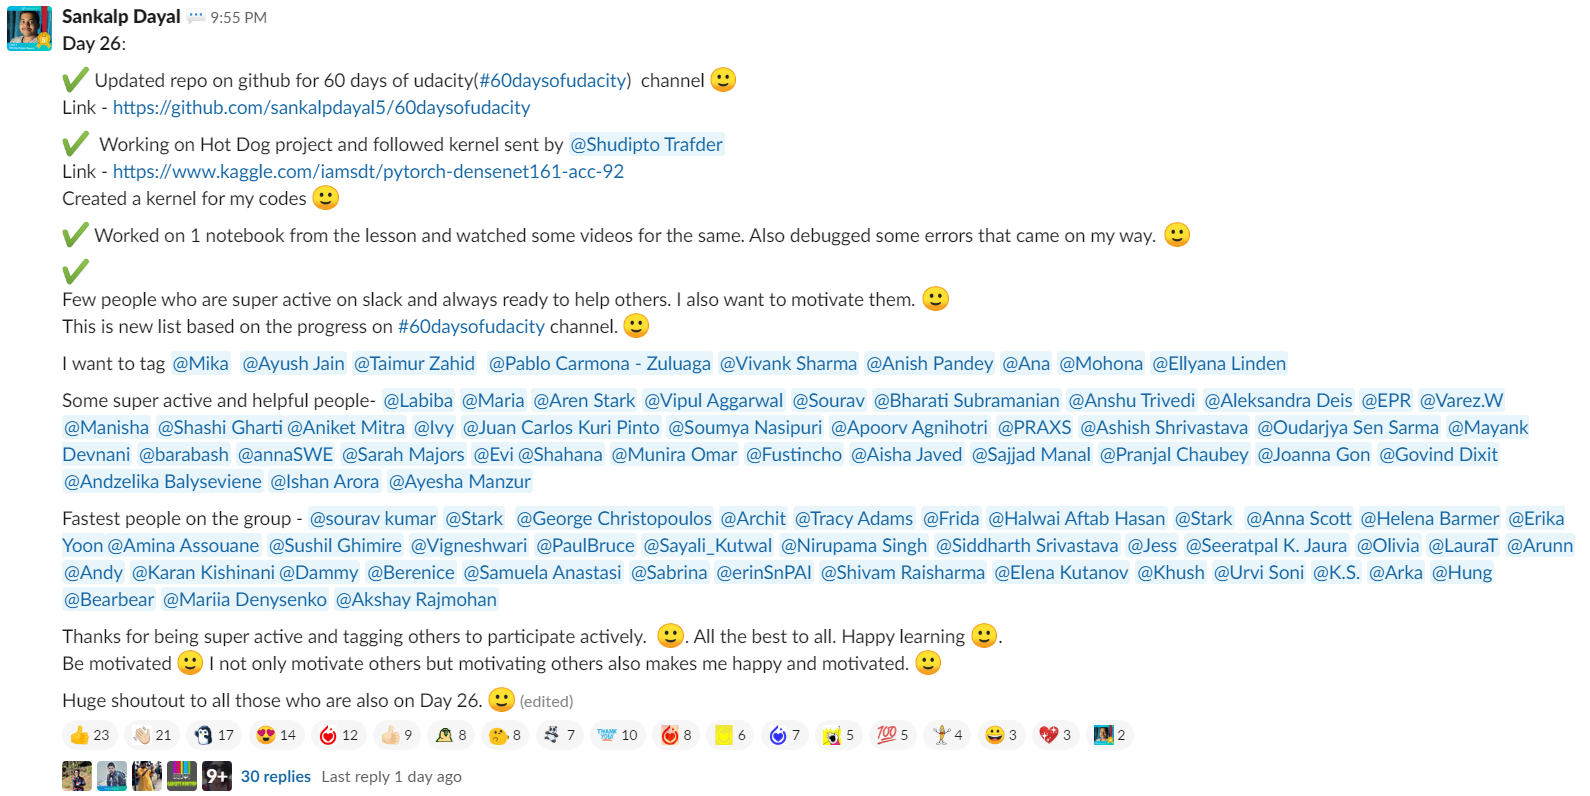 Sankalp Dayal 9:55 PM
Day 26:
Updated repo on github for 60 days of udacity(#60daysofudacity) channel
Link - https://github.com/sankalpdayal5/60daysofudacity
Working on Hot Dog project and followed kernel sent by @Shudipto Trafder
Link - https://www.kaggle.com/iamsdt/pytorch-densenet161-acc-92
Created a kernel for my codes
Worked on 1 notebook from the lesson and watched some videos for the same. Also debugged some errors that came on my way.
Few people who are super active on slack and always ready to help others. I also want to motivate them.
This is new list based on the progress on #60daysofudacity channel.
I want to tag @Mika @Ayush Jain @Taimur Zahid @Pablo Carmona - Zuluaga @Vivank Sharma @Anish Pandey @Ana @Mohona @Ellyana Linden
Some super active and helpful people- @Labiba @Maria @Aren Stark @Vipul Aggarwal @Sourav @Bharati Subramanian @Anshu Trivedi @Aleksandra Deis @EPR @Varez.W
@Manisha @Shashi Gharti @Aniket Mitra @Ivy @Juan Carlos Kuri Pinto @Soumya Nasipuri @Apoorv Agnihotri @PRAXS @Ashish Shrivastava @Oudarjya Sen Sarma @Mayank
Devnani @barabash @annaSWE @Sarah Majors @Evi @Shahana @Munira Omar @Fustincho @Aisha Javed @Sajjad Manal @Pranjal Chaubey @Joanna Gon @Govind Dixit
@Andzelika Balyseviene @Ishan Arora @Ayesha Manzur
Fastest people on the group - @sourav kumar @Stark @George Christopoulos @Archit @Tracy Adams @Frida @Halwai Aftab Hasan @Stark @Anna Scott @Helena Barmer @Erika
Yoon @Amina Assouane @Sushil Ghimire @Vigneshwari @PaulBruce @Sayali_Kutwal @Nirupama Singh @Siddharth Srivastava @Jess @Seeratpal K. Jaura @Olivia @LauraT @Arunn
@Andy @Karan Kishinani @Dammy @Berenice @Samuela Anastasi @Sabrina @erinSnPAI @Shivam Raisharma @Elena Kutanov @Khush @Urvi Soni @K.S. @Arka @Hung
@Bearbear @Mariia Denysenko @Akshay Rajmohan
Thanks for being super active and tagging others to participate actively. . All the best to all. Happy learning .
Be motivated I not only motivate others but motivating others also makes me happy and motivated.
Huge shoutout to all those who are also on Day 26. (edited)
23 21 17 14 12 9 8 8 7 THANK YOU! 10 8 6 7 5 100 5 4 3 3 2
9+ 30 replies Last reply 1 day ago